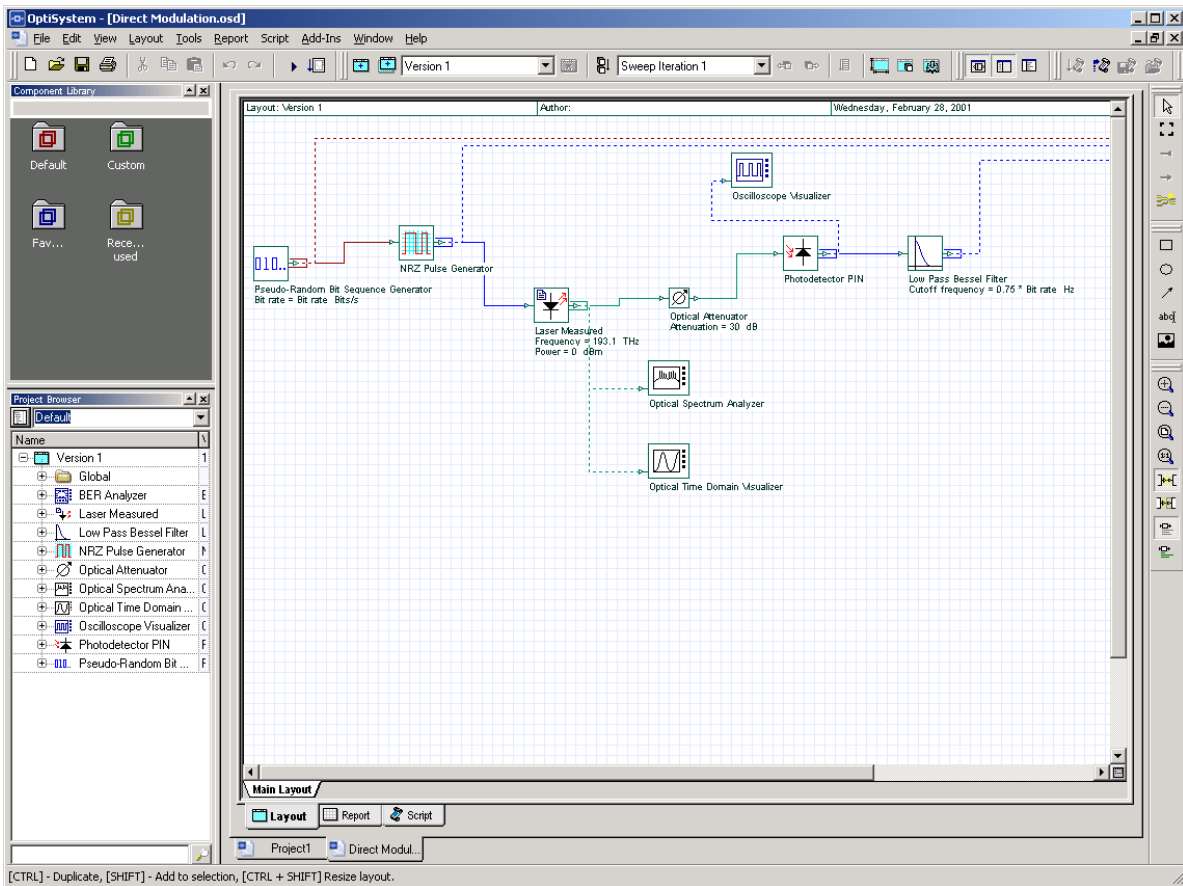 OptiSystem - [Direct Modulation.osd]
File Edit View Layout Tools Report Script Add-Ins Window Help
Version 1
Sweep Iteration 1
Component Library
Default
Custom
Fav...
Rece... used
Project Browser
Default
Name
Version 1
Global
BER Analyzer
Laser Measured
Low Pass Bessel Filter
NRZ Pulse Generator
Optical Attenuator
Optical Spectrum Ana...
Optical Time Domain ...
Oscilloscope Visualizer
Photodetector PIN
Pseudo-Random Bit ...
Layout: Version 1
Author:
Wednesday, February 28, 2001
Oscilloscope Visualizer
NRZ Pulse Generator
010..
Pseudo-Random Bit Sequence Generator
Bit rate = Bit rate Bits/s
Photodetector PIN
Low Pass Bessel Filter
Cutoff frequency = 0.75 * Bit rate Hz
Laser Measured
Frequency = 193.1 THz
Power = 0 dBm
Optical Attenuator
Attenuation = 30 dB
Optical Spectrum Analyzer
Optical Time Domain Visualizer
abc
Main Layout
Layout Report Script
Project1 Direct Modul...
[CTRL] - Duplicate, [SHIFT] - Add to selection, [CTRL + SHIFT] Resize layout.